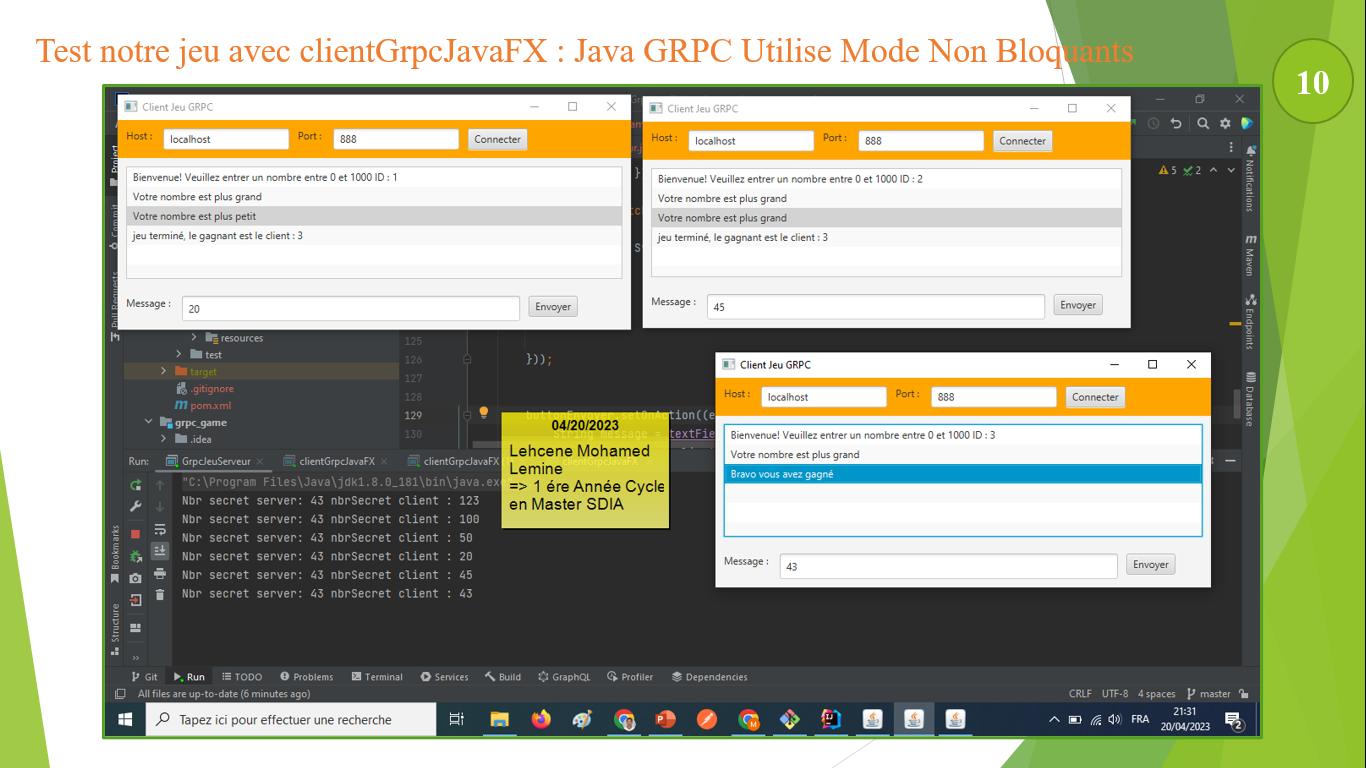 Test notre jeu avec clientGrpcJavaFX : Java GRPC Utilise Mode Non Bloquants
10
Client Jeu GRPC
Host :
localhost
Port :
888
Connecter
Bienvenue! Veuillez entrer un nombre entre 0 et 1000 ID : 1
Votre nombre est plus grand
Votre nombre est plus petit
jeu terminé, le gagnant est le client : 3
Message :
20
Envoyer
Client Jeu GRPC
Host :
localhost
Port :
888
Connecter
Bienvenue! Veuillez entrer un nombre entre 0 et 1000 ID : 2
Votre nombre est plus grand
Votre nombre est plus grand
jeu terminé, le gagnant est le client : 3
Message :
45
Envoyer
5
2
Notifications
Maven
Endpoints
Database
Commit
Pull Requests
resources
test
target
.gitignore
pom.xml
grpc_game
.idea
125
126
}));
127
128
129
buttonEnvoyer.setOnAction((e
130
String message = textFie
Client Jeu GRPC
Host :
localhost
Port :
888
Connecter
Bienvenue! Veuillez entrer un nombre entre 0 et 1000 ID : 3
Votre nombre est plus grand
Bravo vous avez gagné
Message :
43
Envoyer
04/20/2023
Lehcene Mohamed
Lemine
=> 1 ére Année Cycle
en Master SDIA
Run:
GrpcJeuServeur
clientGrpcJavaFX
clientGrpcJavaFX
"C:\Program Files\Java\jdk1.8.0_181\bin\java.ex
Nbr secret server: 43 nbrSecret client : 123
Nbr secret server: 43 nbrSecret client : 100
Nbr secret server: 43 nbrSecret client : 50
Nbr secret server: 43 nbrSecret client : 20
Nbr secret server: 43 nbrSecret client : 45
Nbr secret server: 43 nbrSecret client : 43
Bookmarks
Structure
Git
Run
TODO
Problems
Terminal
Services
Build
GraphQL
Profiler
Dependencies
All files are up-to-date (6 minutes ago)
CRLF
UTF-8
4 spaces
master
Tapez ici pour effectuer une recherche
FRA
21:31
20/04/2023
2